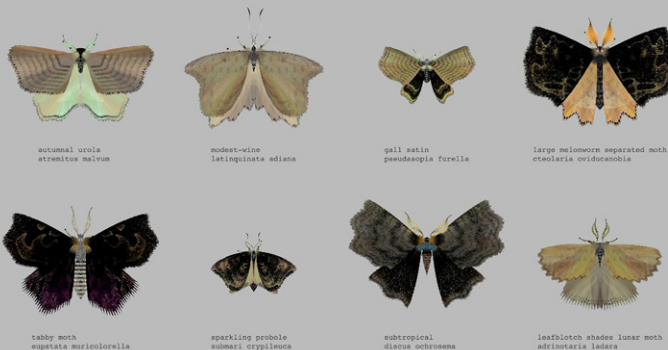 autumnal urola
atremitus malvum
modest-wine
latinquinata adiana
gall satin
pseudasopia furella
large melonworm separated moth
cteolaria oviducanobia
tabby moth
eupstata muricolorella
sparkling probole
submari crypileuca
subtropical
discus ochrosema
leafblotch shades lunar moth
adrinotaria ladara